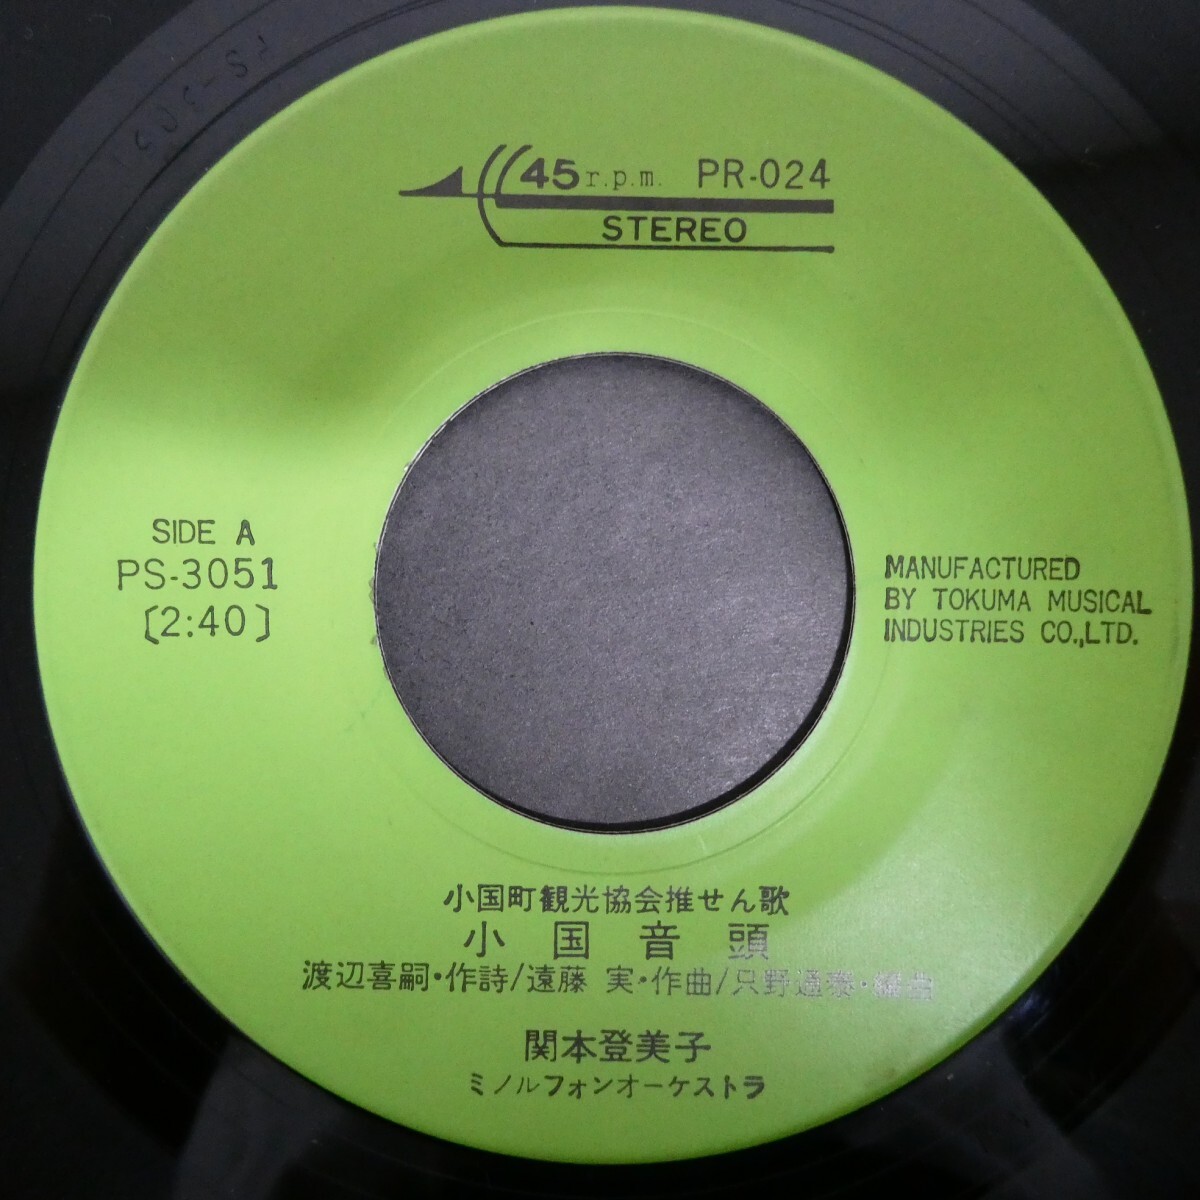 45 r.p.m. PR-024
STEREO
SIDE A
PS-3051
〔2:40〕
MANUFACTURED
BY TOKUMA MUSICAL
INDUSTRIES CO.,LTD.
小国町観光協会推せん歌
小国音頭
渡辺喜嗣・作詩/遠藤 実・作曲/只野通泰・編曲
関本登美子
ミノルフォンオーケストラ